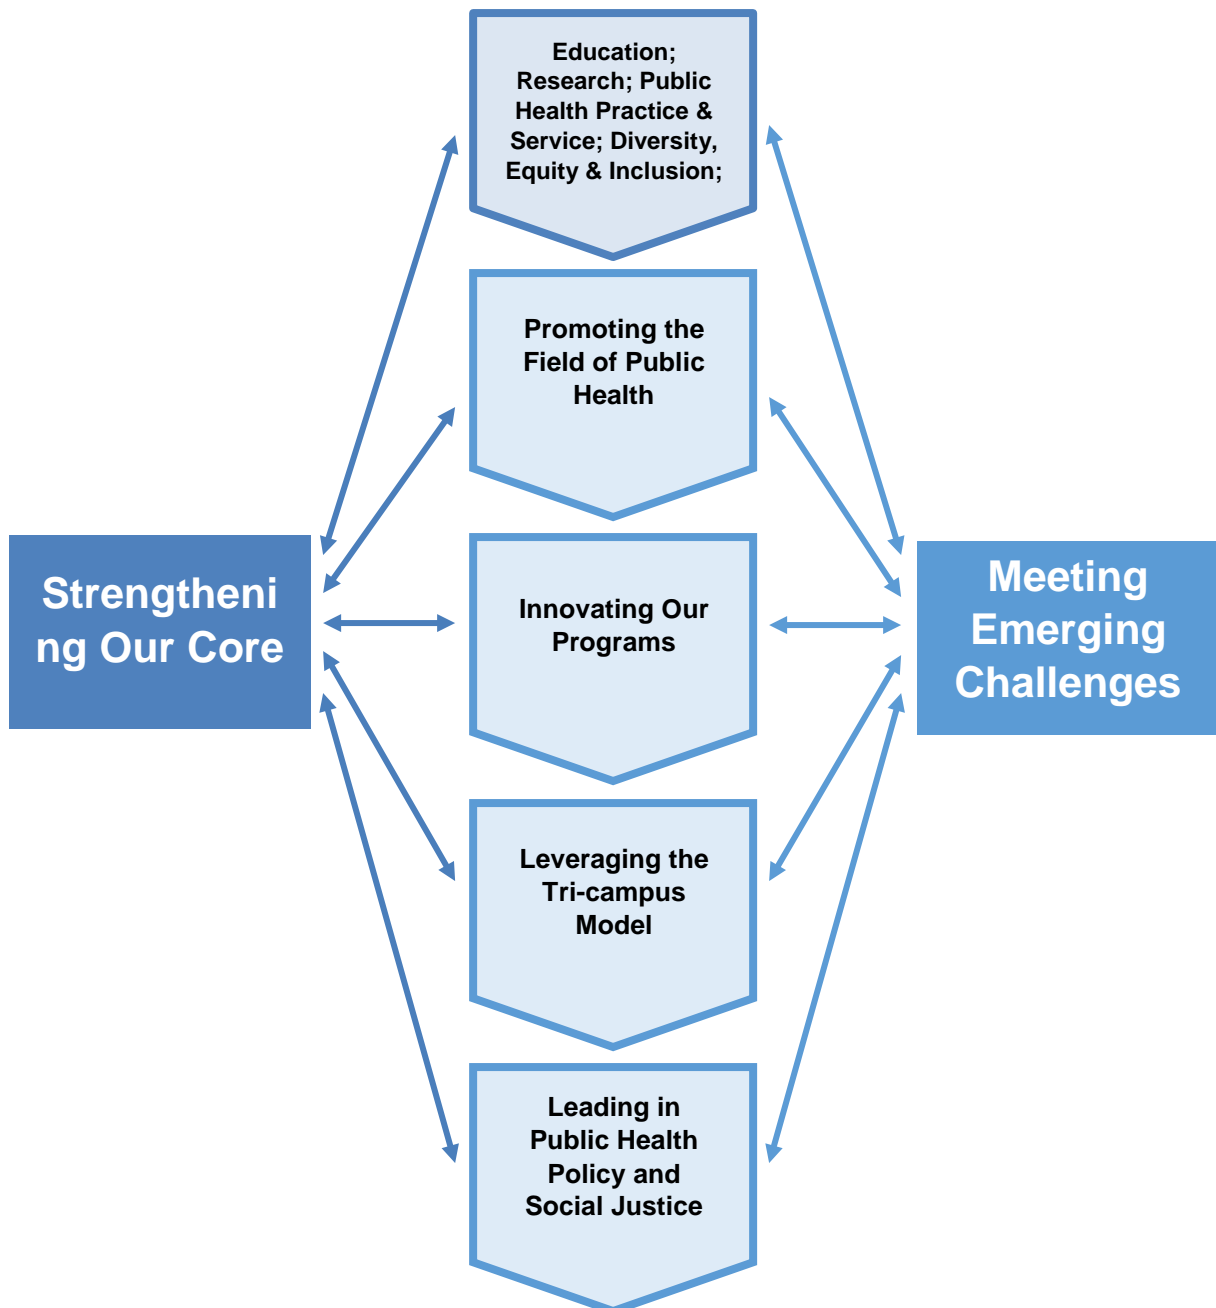 Education;
Research; Public
Health Practice &
Service; Diversity,
Equity & Inclusion;
Promoting the
Field of Public
Health
Strengtheni
ng Our Core
Innovating Our
Programs
Meeting
Emerging
Challenges
Leveraging the
Tri-campus
Model
Leading in
Public Health
Policy and
Social Justice